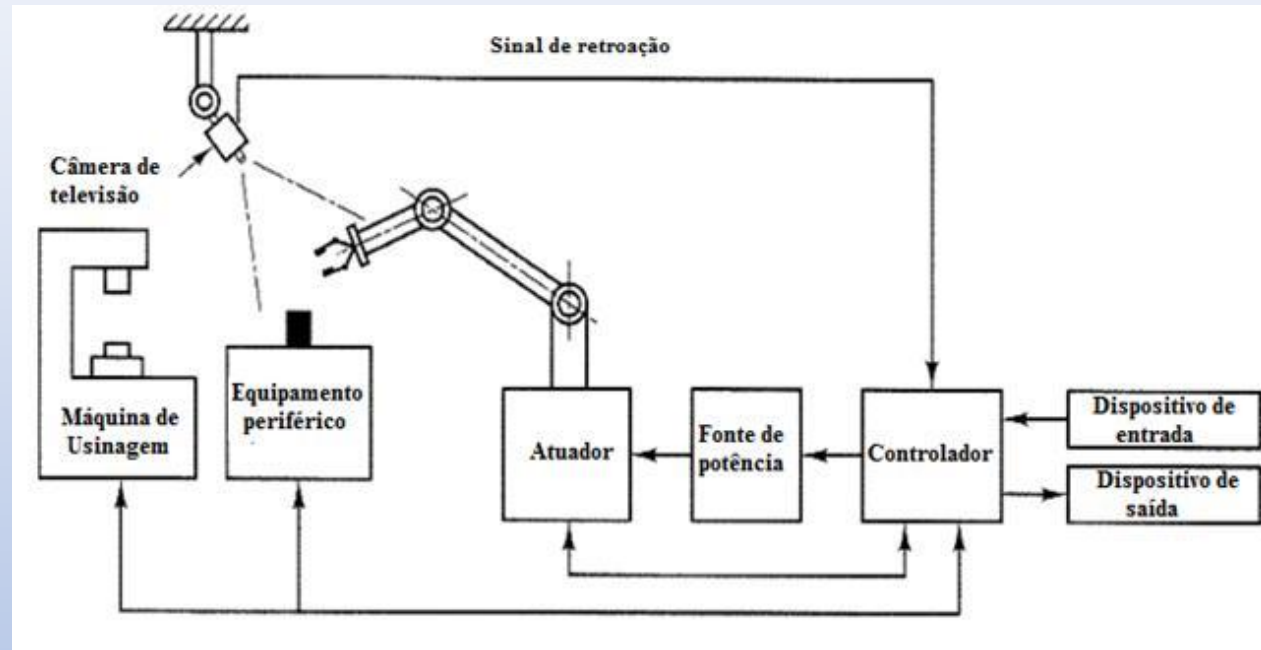 Sinal de retroação
Câmera de
televisão
Máquina de
Usinagem
Equipamento
periférico
Atuador
Fonte de
potência
Controlador
Dispositivo de
entrada
Dispositivo de
saída